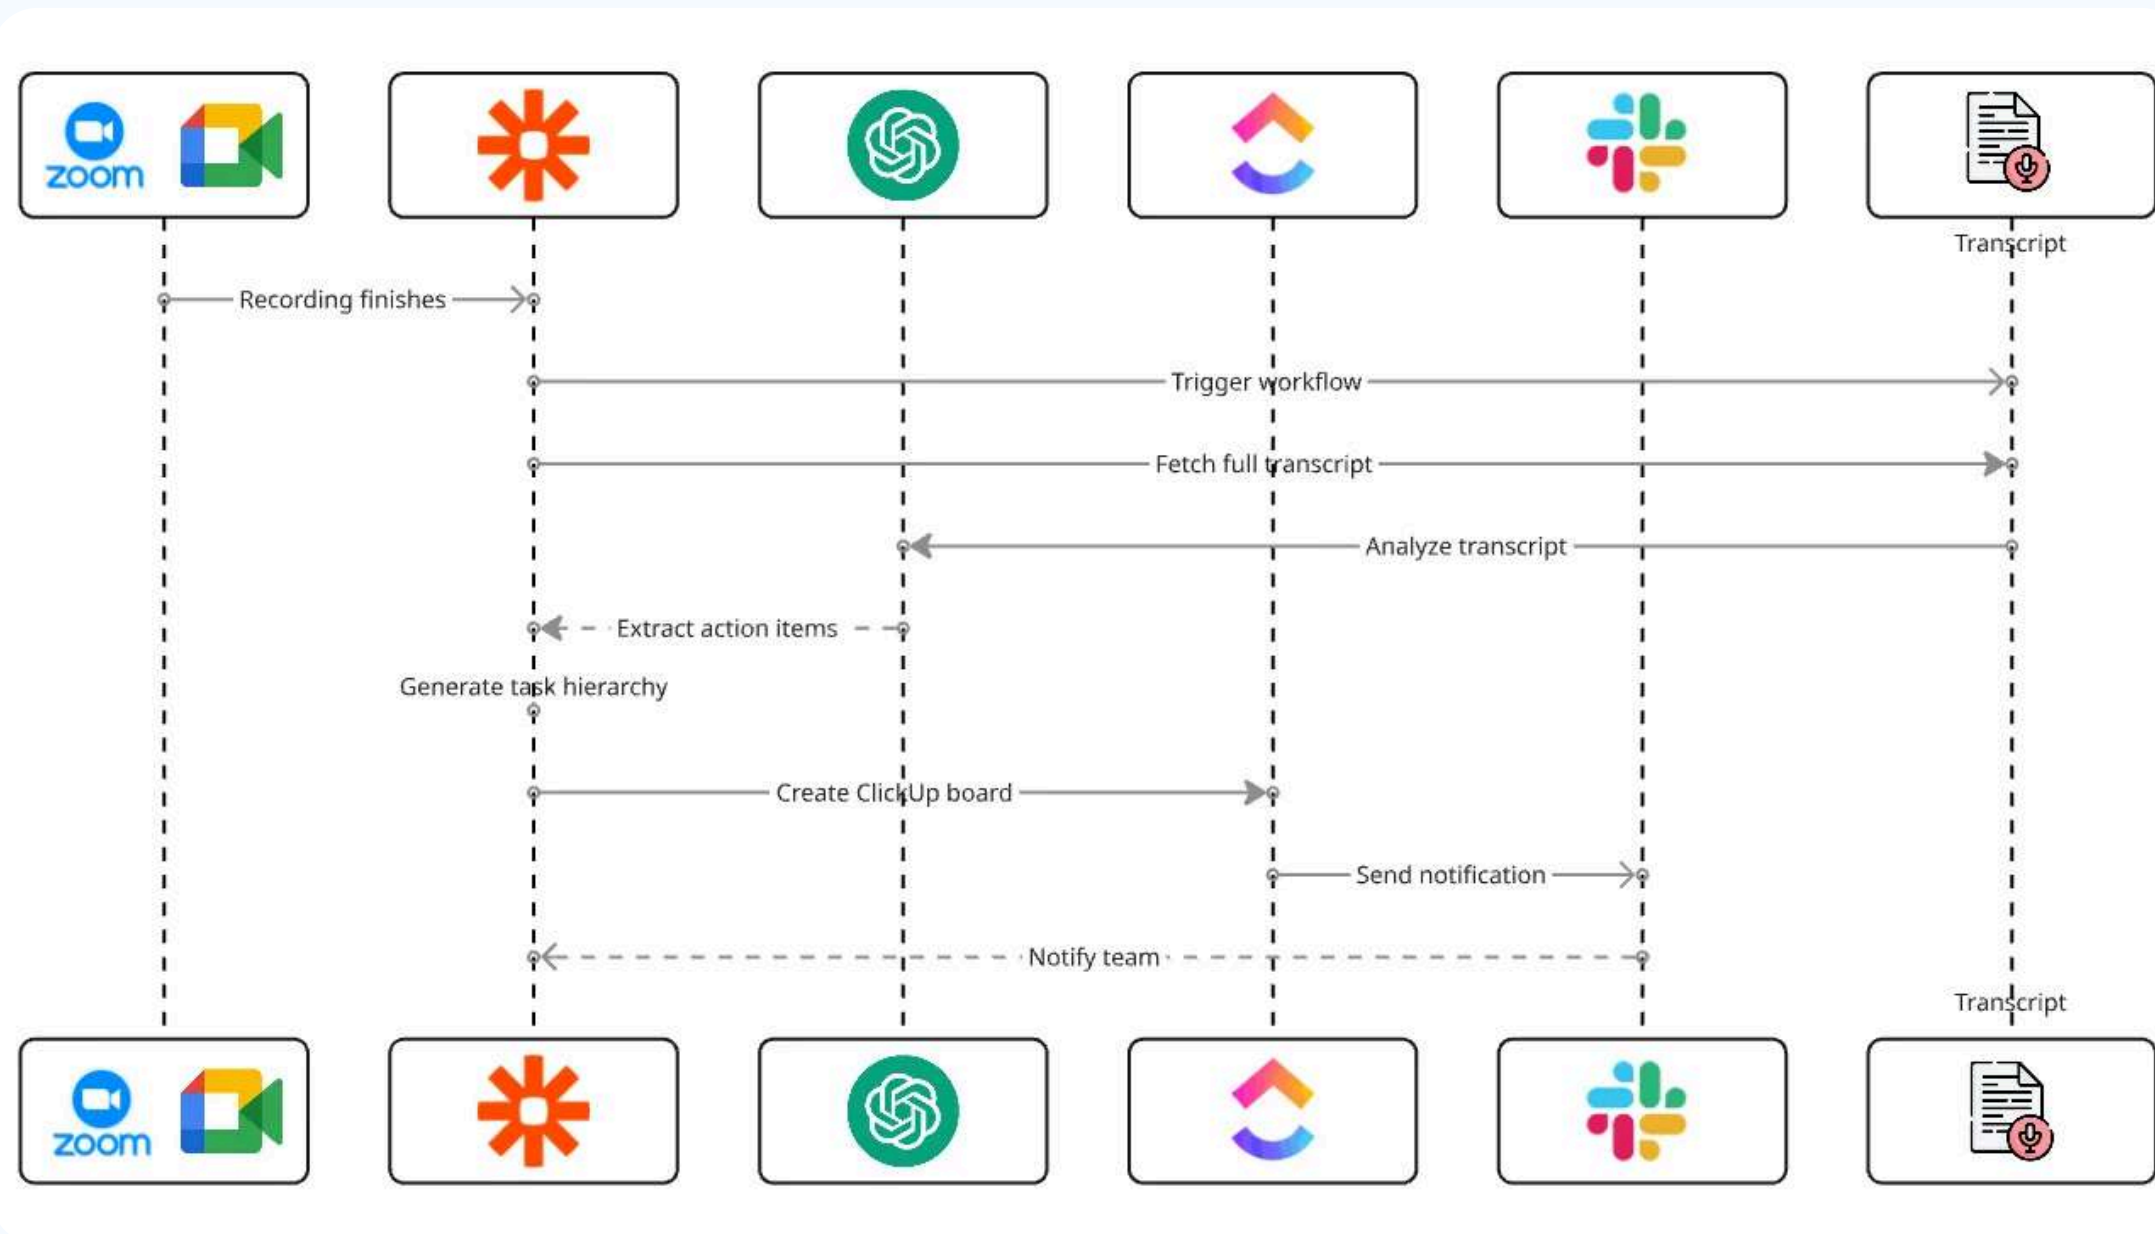 zoom
Transcript
Recording finishes
Trigger workflow
Fetch full transcript
Analyze transcript
Extract action items
Generate task hierarchy
Create ClickUp board
Send notification
Notify team
Transcript
zoom